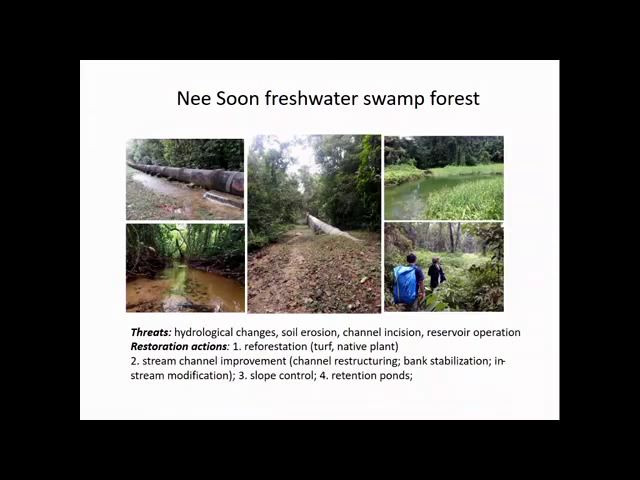 Nee Soon freshwater swamp forest
Threats: hydrological changes, soil erosion, channel incision, reservoir operation
Restoration actions: 1. reforestation (turf, native plant)
2. stream channel improvement (channel restructuring; bank stabilization; in-
stream modification); 3. slope control; 4. retention ponds;